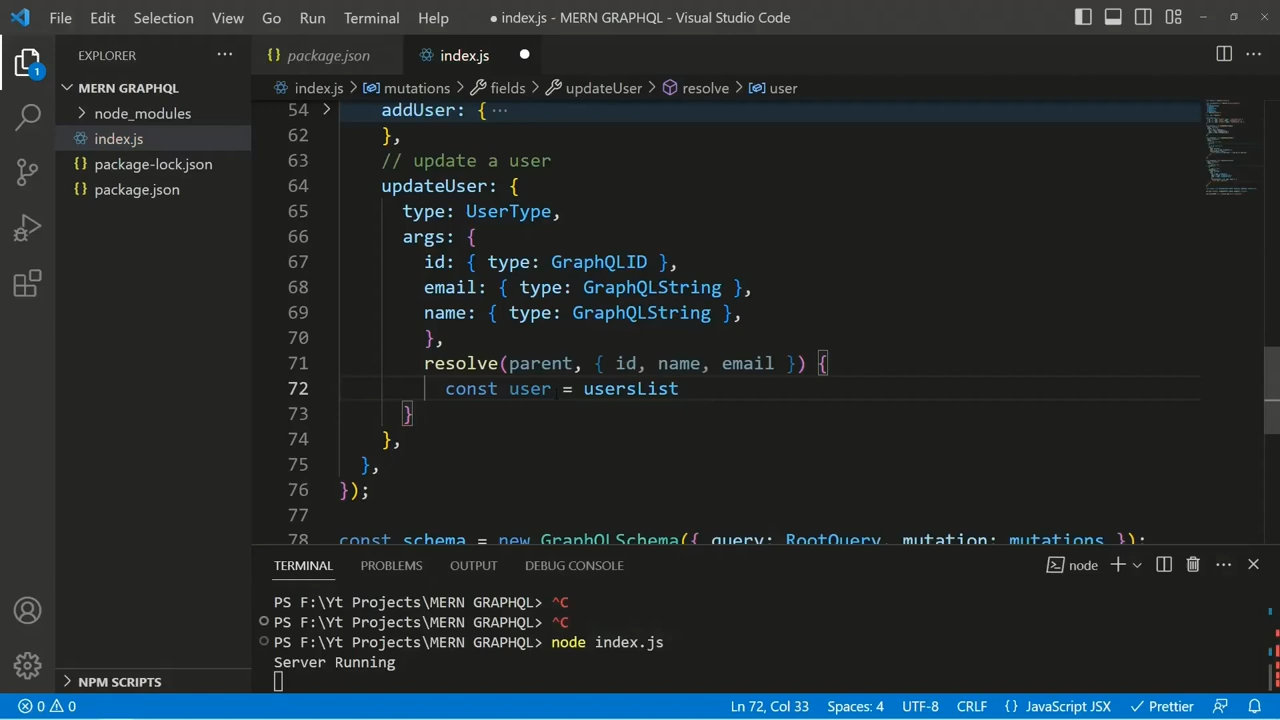 File Edit Selection View Go Run Terminal Help
● index.js - MERN GRAPHQL - Visual Studio Code
EXPLORER ···
{} package.json index.js
MERN GRAPHQL
index.js > mutations > fields > updateUser > resolve > user
node_modules
index.js
package-lock.json
package.json
54 addUser: { ···
62 },
63 // update a user
64 updateUser: {
65 type: UserType,
66 args: {
67 id: { type: GraphQLID },
68 email: { type: GraphQLString },
69 name: { type: GraphQLString },
70 },
71 resolve(parent, { id, name, email }) {
72 const user = usersList
73 }
74 },
75 },
76 });
77
78 const schema = new GraphQLSchema({ query: RootQuery, mutation: mutations });
TERMINAL PROBLEMS OUTPUT DEBUG CONSOLE node
PS F:\Yt Projects\MERN GRAPHQL> ^C
PS F:\Yt Projects\MERN GRAPHQL> ^C
PS F:\Yt Projects\MERN GRAPHQL> node index.js
Server Running
NPM SCRIPTS
1
0 0 Ln 72, Col 33 Spaces: 4 UTF-8 CRLF {} JavaScript JSX Prettier